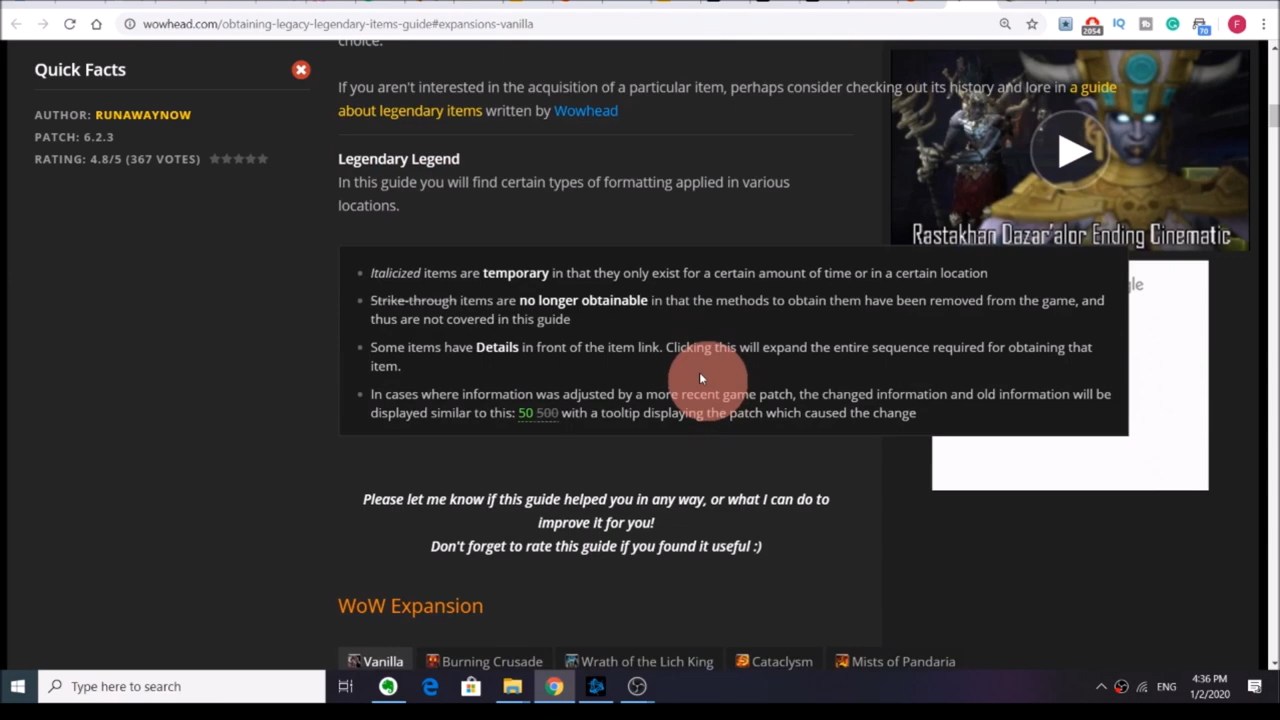 wowhead.com/obtaining-legacy-legendary-items-guide#expansions-vanilla
2054
IQ
70
F
choice.
Quick Facts
AUTHOR: RUNAWAYNOW
PATCH: 6.2.3
RATING: 4.8/5 (367 VOTES)
If you aren't interested in the acquisition of a particular item, perhaps consider checking out its history and lore in a guide
about legendary items written by Wowhead
Legendary Legend
In this guide you will find certain types of formatting applied in various
locations.
Rastakhan Dazar'alor Ending Cinematic
gle
Italicized items are temporary in that they only exist for a certain amount of time or in a certain location
Strike-through items are no longer obtainable in that the methods to obtain them have been removed from the game, and
thus are not covered in this guide
Some items have Details in front of the item link. Clicking this will expand the entire sequence required for obtaining that
item.
In cases where information was adjusted by a more recent game patch, the changed information and old information will be
displayed similar to this: 50 500 with a tooltip displaying the patch which caused the change
Please let me know if this guide helped you in any way, or what I can do to
improve it for you!
Don't forget to rate this guide if you found it useful :)
WoW Expansion
Vanilla
Burning Crusade
Wrath of the Lich King
Cataclysm
Mists of Pandaria
Type here to search
ENG
4:36 PM
1/2/2020